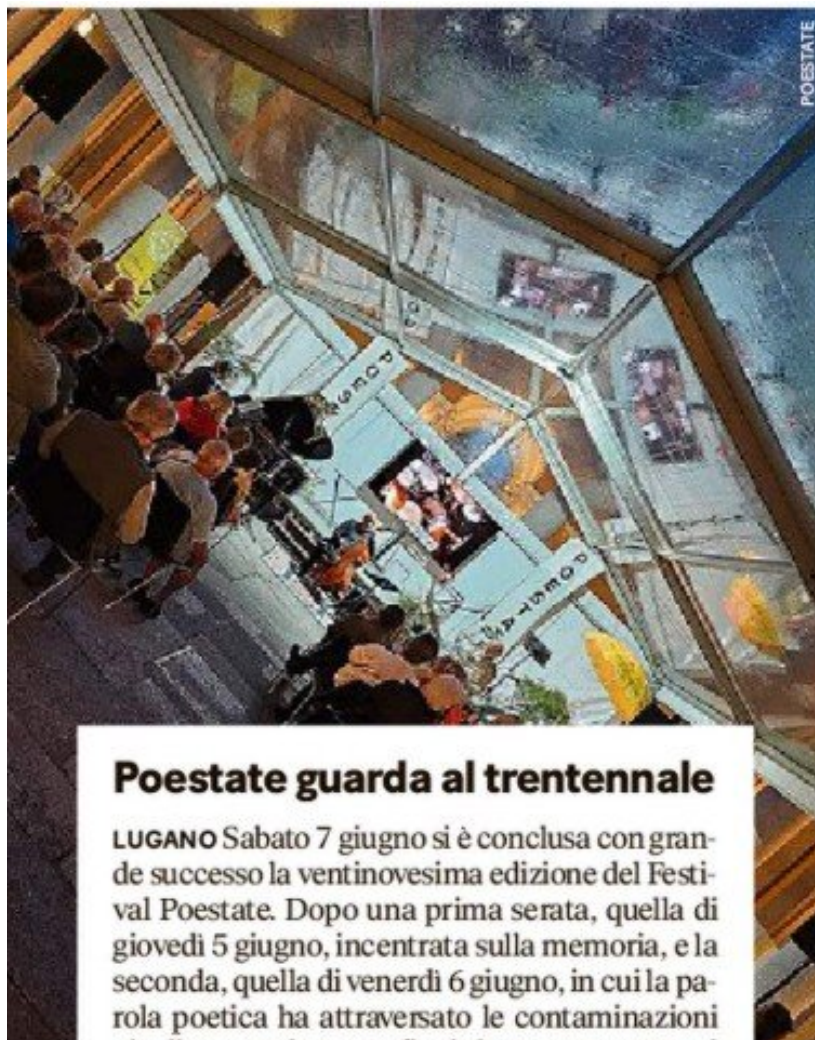 POESTATE
POES
POESTATE
Poestate guarda al trentennale
LUGANO Sabato 7 giugno si è conclusa con gran-
de successo la ventinovesima edizione del Festi-
val Poestate. Dopo una prima serata, quella di
giovedì 5 giugno, incentrata sulla memoria, e la
seconda, quella di venerdì 6 giugno, in cui la pa-
rola poetica ha attraversato le contaminazioni